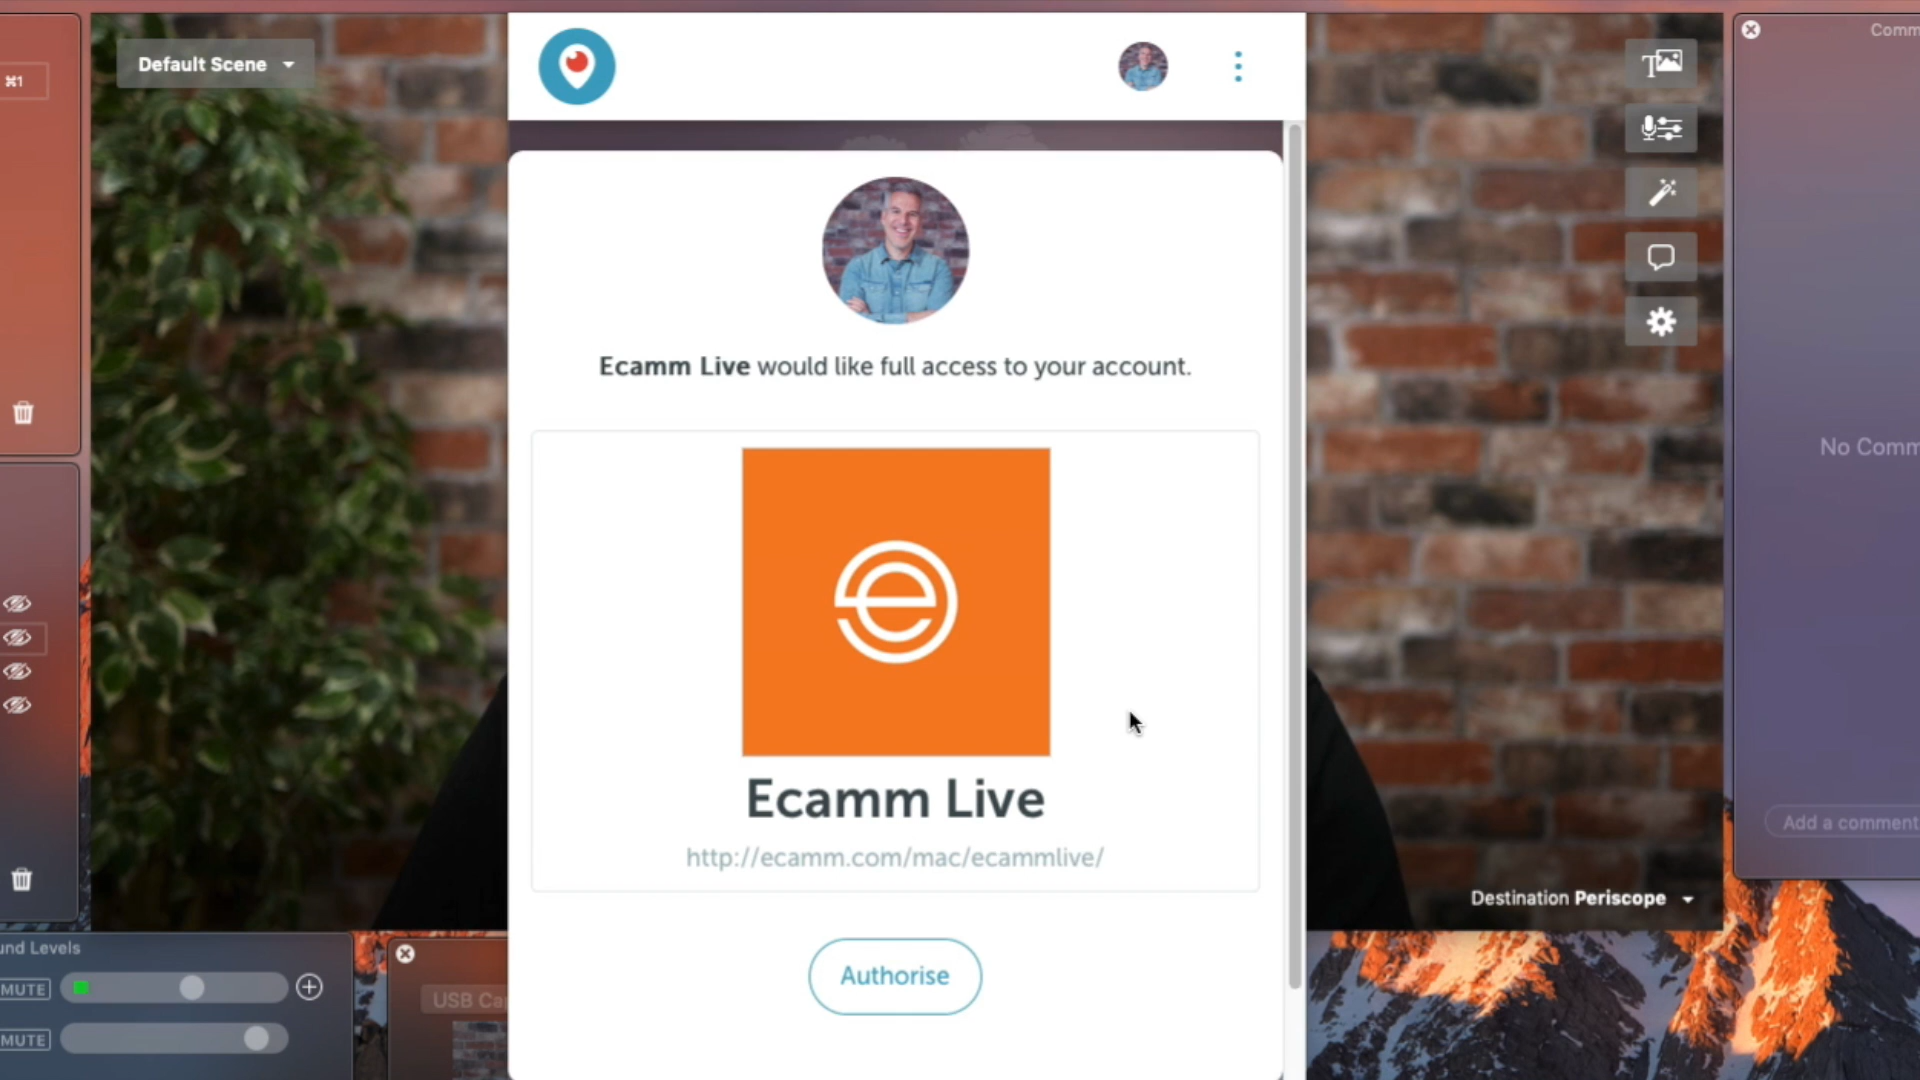 ⌘1
Default Scene
Ecamm Live would like full access to your account.
Ecamm Live
http://ecamm.com/mac/ecammlive/
Authorise
Comm
No Comm
Add a comment
Destination Periscope
und Levels
MUTE
MUTE
USB Ca